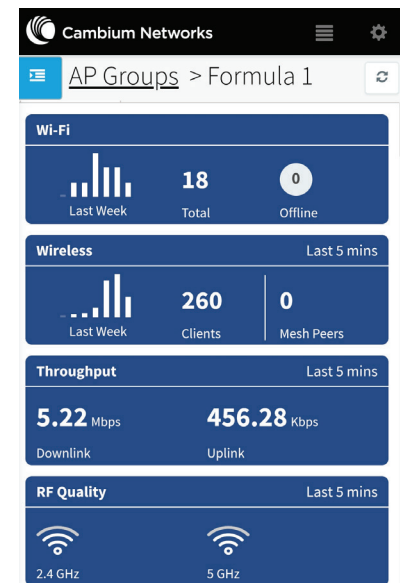 Cambium Networks
AP Groups > Formula 1
Wi-Fi
18 0
Last Week Total Offline
Wireless Last 5 mins
260 0
Last Week Clients Mesh Peers
Throughput Last 5 mins
5.22 Mbps 456.28 Kbps
Downlink Uplink
RF Quality Last 5 mins
2.4 GHz 5 GHz